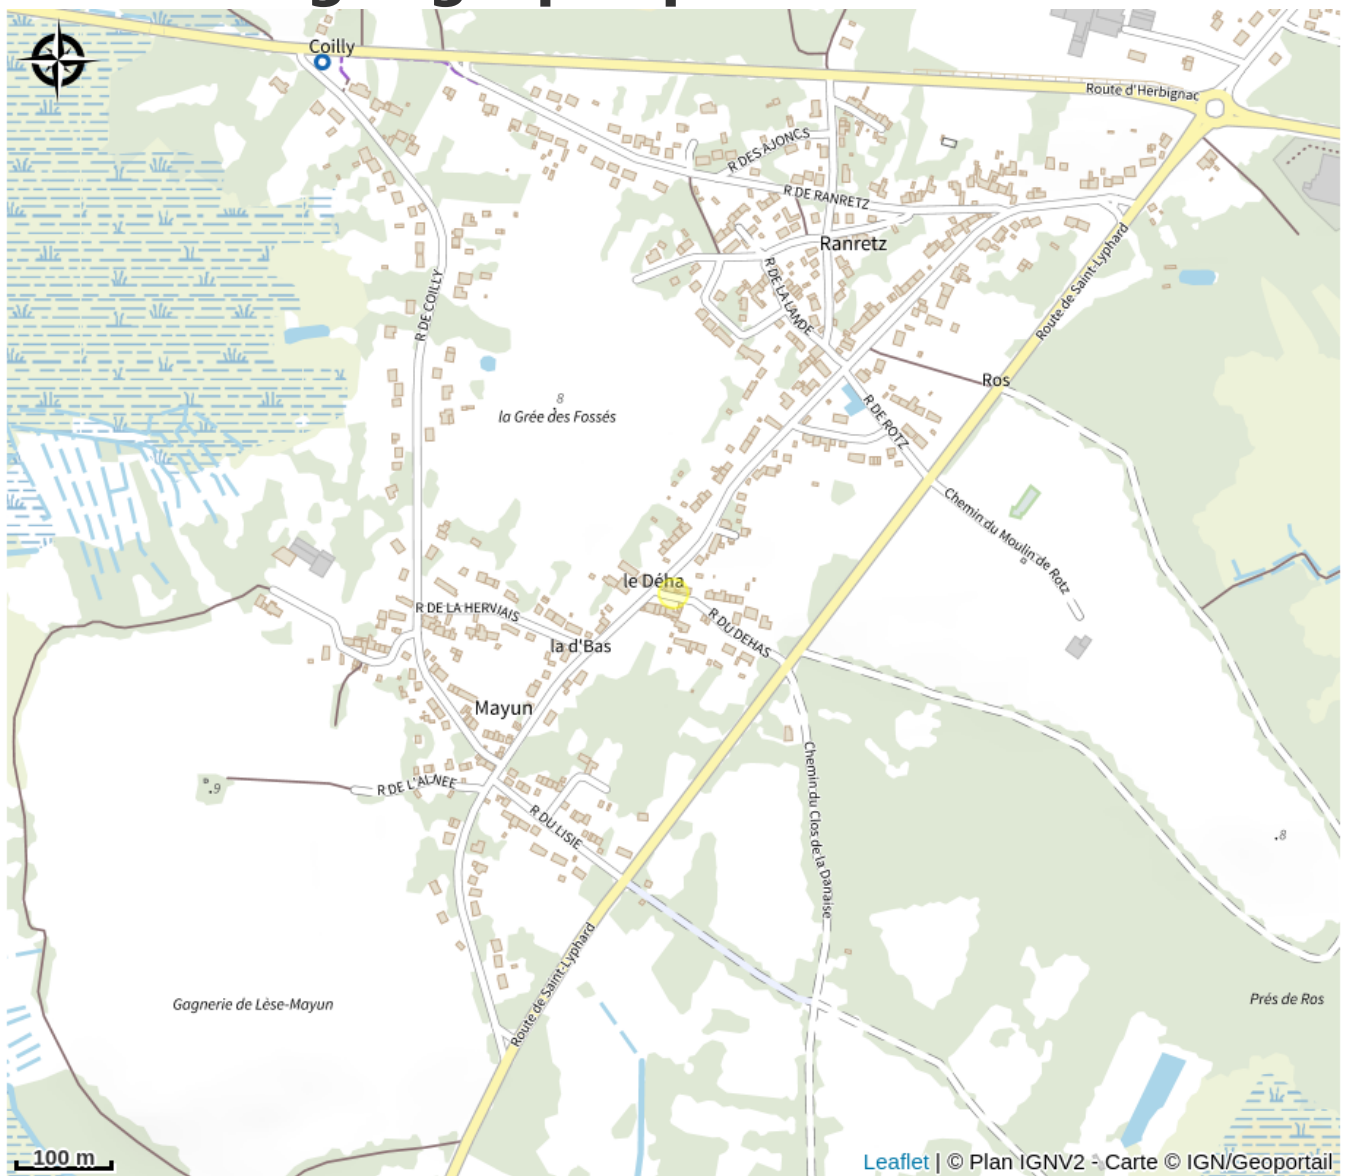 Coilly
Route d'Herbignac
R DES AJONCS
R DE RANRETZ
Ranretz
R DE LA LANDE
Route de Saint-Lyphard
R DE COILLY
Ros
8
la Grée des Fossés
R DE ROTZ
Chemin du Moulin de Rotz
le Déha
R DE LA HERVIAIS
R DU DEHAS
la d'Bas
Mayun
R DE L'AUNEE
9
R DU LISIE
Chemin du Clos de la Danaise
8
Route de Saint-Lyphard
Gagnerie de Lèse-Mayun
Prés de Ros
100 m
Leaflet | © Plan IGNV2 - Carte © IGN/Geoportail